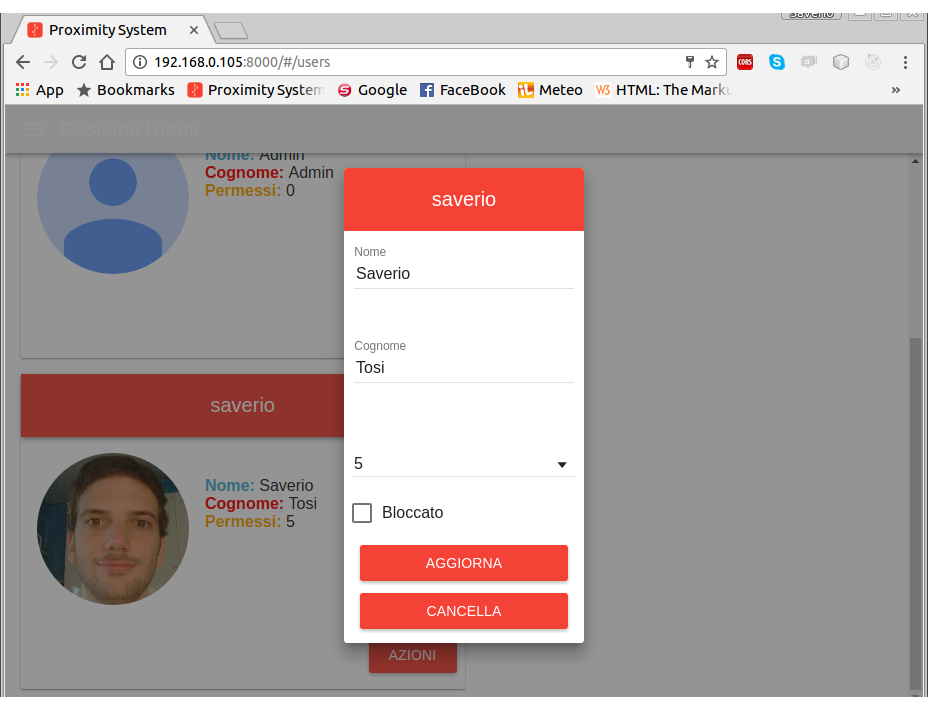 Saverio
Proximity System
192.168.0.105:8000/#/users
App Bookmarks Proximity System Google FaceBook Meteo HTML: The Marku
Gestione Utenti
Nome: Admin
Cognome: Admin
Permessi: 0
saverio
Nome: Saverio
Cognome: Tosi
Permessi: 5
AZIONI
saverio
Nome
Saverio
Cognome
Tosi
5
Bloccato
AGGIORNA
CANCELLA